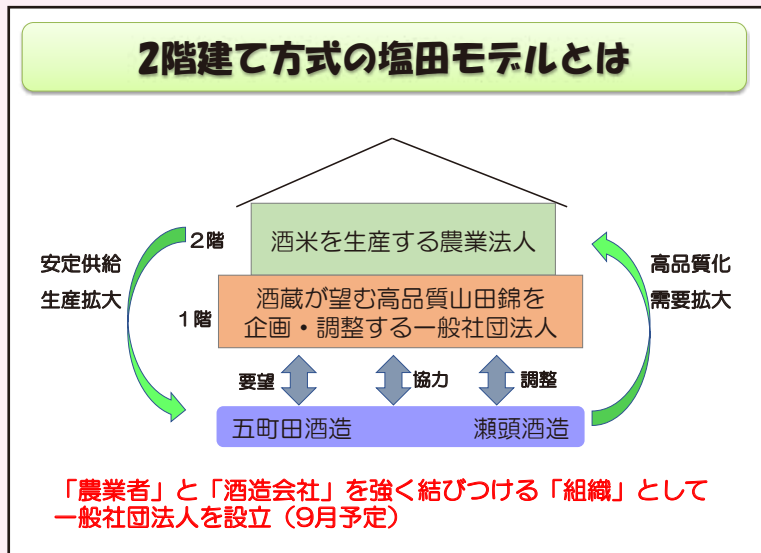 2階建て方式の塩田モデルとは
2階
酒米を生産する農業法人
安定供給
生産拡大
高品質化
需要拡大
1階
酒蔵が望む高品質山田錦を
企画・調整する一般社団法人
要望
協力
調整
五町田酒造
瀬頭酒造
「農業者」と「酒造会社」を強く結びつける「組織」として
一般社団法人を設立（9月予定）